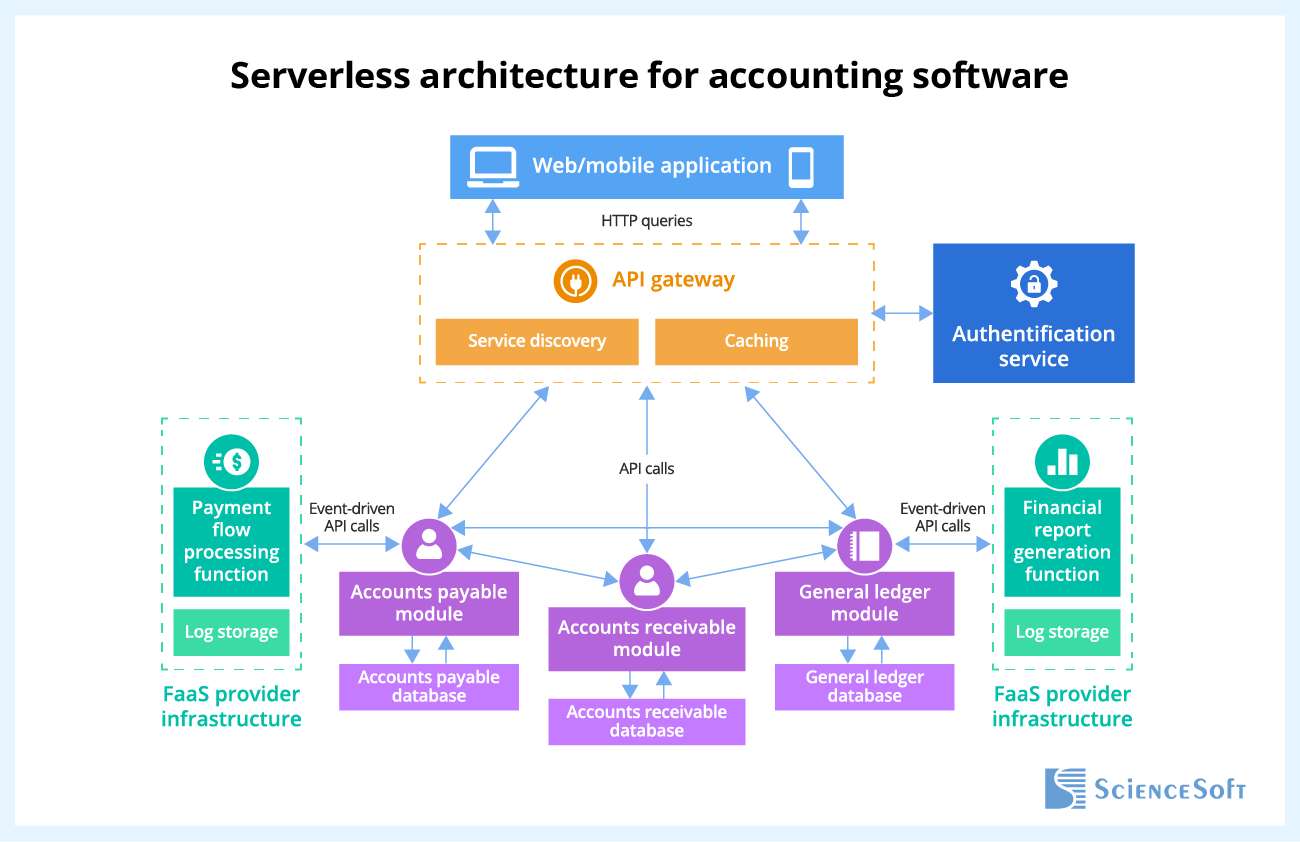 Serverless architecture for accounting software
Web/mobile application
HTTP queries
API gateway
Service discovery
Caching
Authentification
service
API calls
Payment
flow
processing
function
Log storage
FaaS provider
infrastructure
Event-driven
API calls
Accounts payable
module
Accounts payable
database
Accounts receivable
module
Accounts receivable
database
General ledger
module
General ledger
database
Event-driven
API calls
Financial
report
generation
function
Log storage
FaaS provider
infrastructure
ScienceSoft